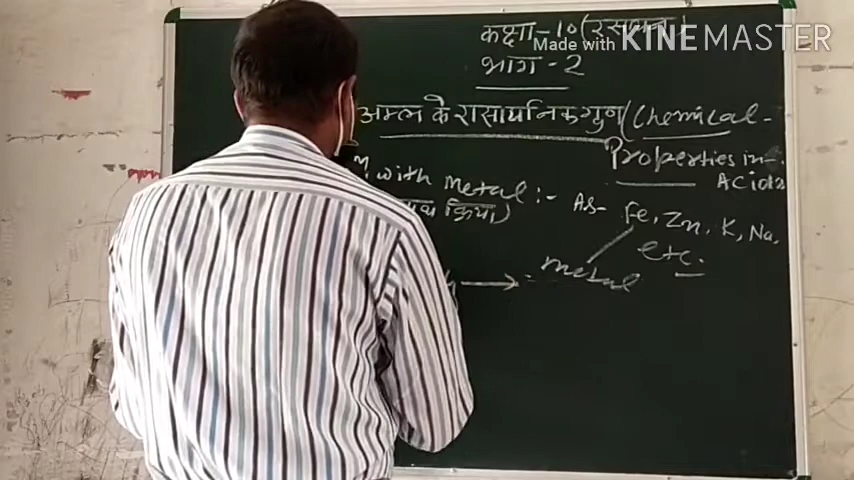 कक्षा-10(रसायन)
Made with KINEMASTER
भाग-2
अम्ल के रासायनिक गुण(Chemical-
Properties in-
Acids
with metal:- As- Fe, Zn, K, Na,
क्रिया) etc.
→ metal